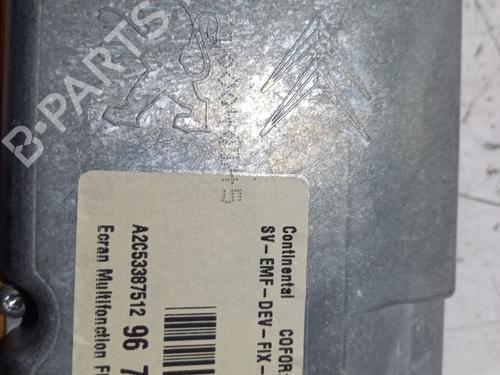 B-PARTS
Continental COFOR:
SV-EMF-DEV-FIX-
A2C53387512 96 7
Ecran Multifonction F